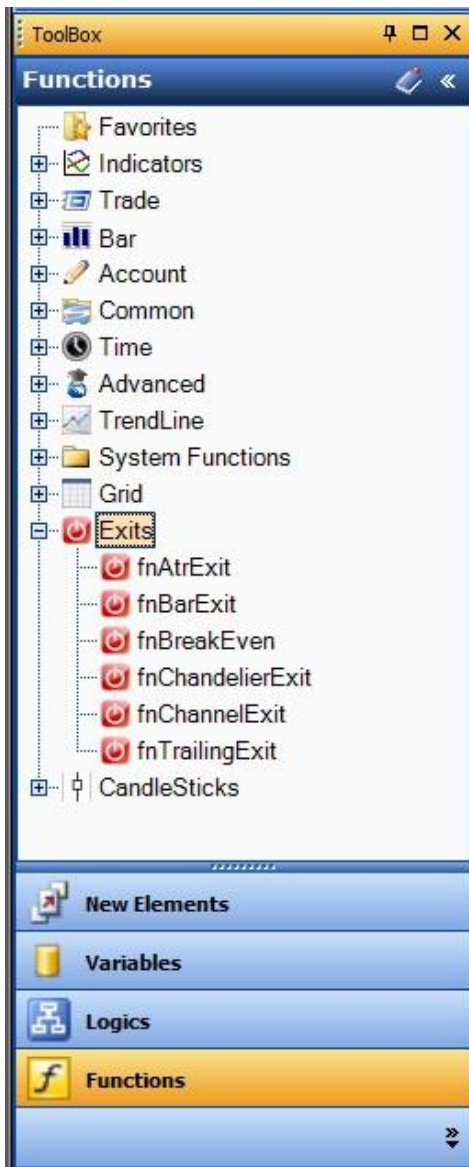 ToolBox
Functions
Favorites
Indicators
Trade
Bar
Account
Common
Time
Advanced
TrendLine
System Functions
Grid
Exits
fnAtrExit
fnBarExit
fnBreakEven
fnChandelierExit
fnChannelExit
fnTrailingExit
CandleSticks
New Elements
Variables
Logics
Functions